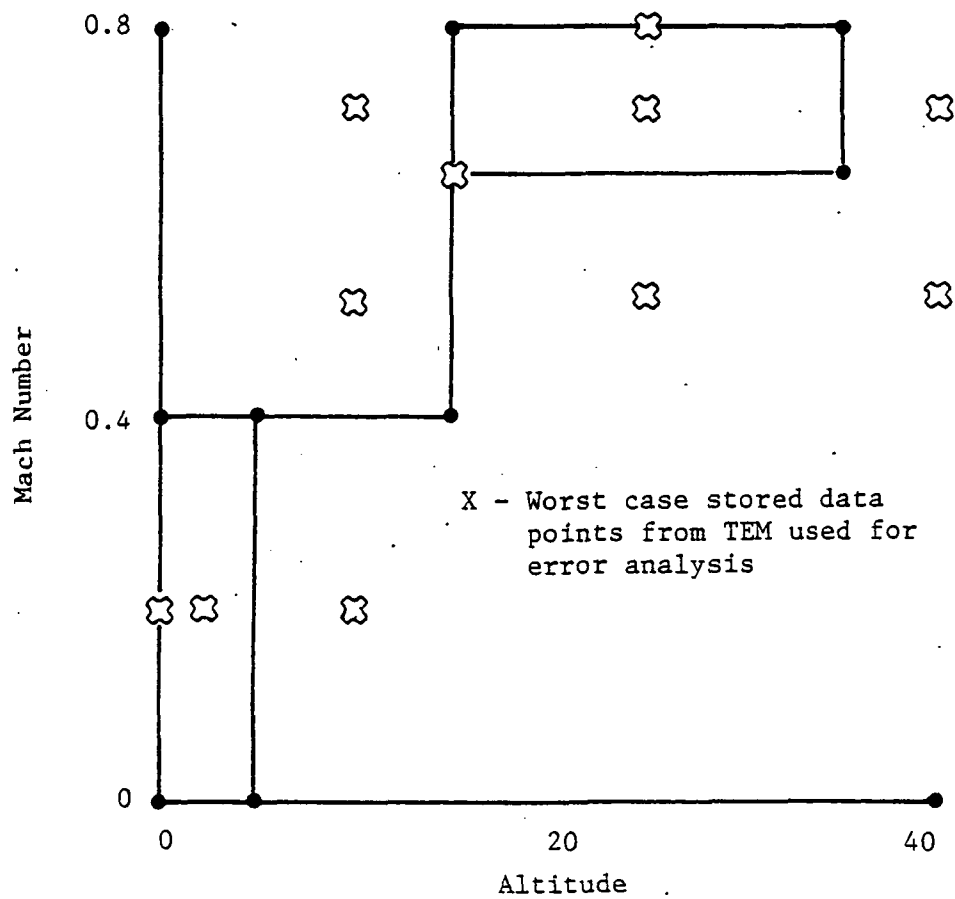 0.8
0.4
0
Mach Number
X - Worst case stored data
points from TEM used for
error analysis
0
20
40
Altitude